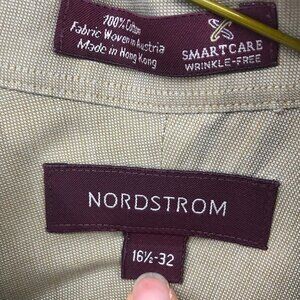 100% Cotton
Fabric Woven in Austria
Made in Hong Kong
SMARTCARE
WRINKLE-FREE
NORDSTROM
16½-32